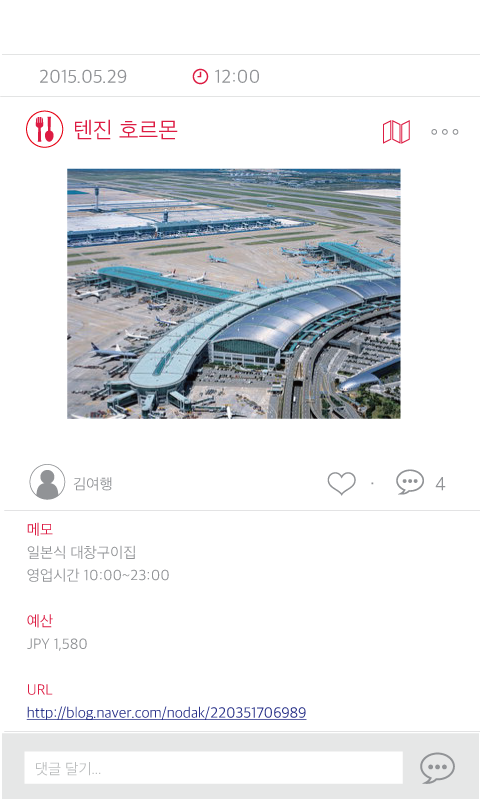 2015.05.29
12:00
텐진 호르몬
김여행
4
메모
일본식 대창구이집
영업시간 10:00~23:00
예산
JPY 1,580
URL
http://blog.naver.com/nodak/220351706989
댓글 달기...